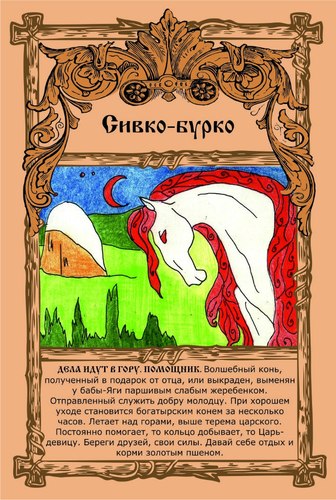 Сивко-бурко
ДЕЛА ИДУТ В ГОРУ. ПОМОЩНИК. Волшебный конь,
полученный в подарок от отца, или выкраден, выменян
у бабы-Яги паршивым слабым жеребенком.
Отправленный служить добру молодцу. При хорошем
уходе становится богатырским конем за несколько
часов. Летает над горами, выше терема царского.
Постоянно помогает, то кольцо добывает, то Царь-
девицу. Береги друзей, свои силы. Давай себе отдых и
корми золотым пшеном.